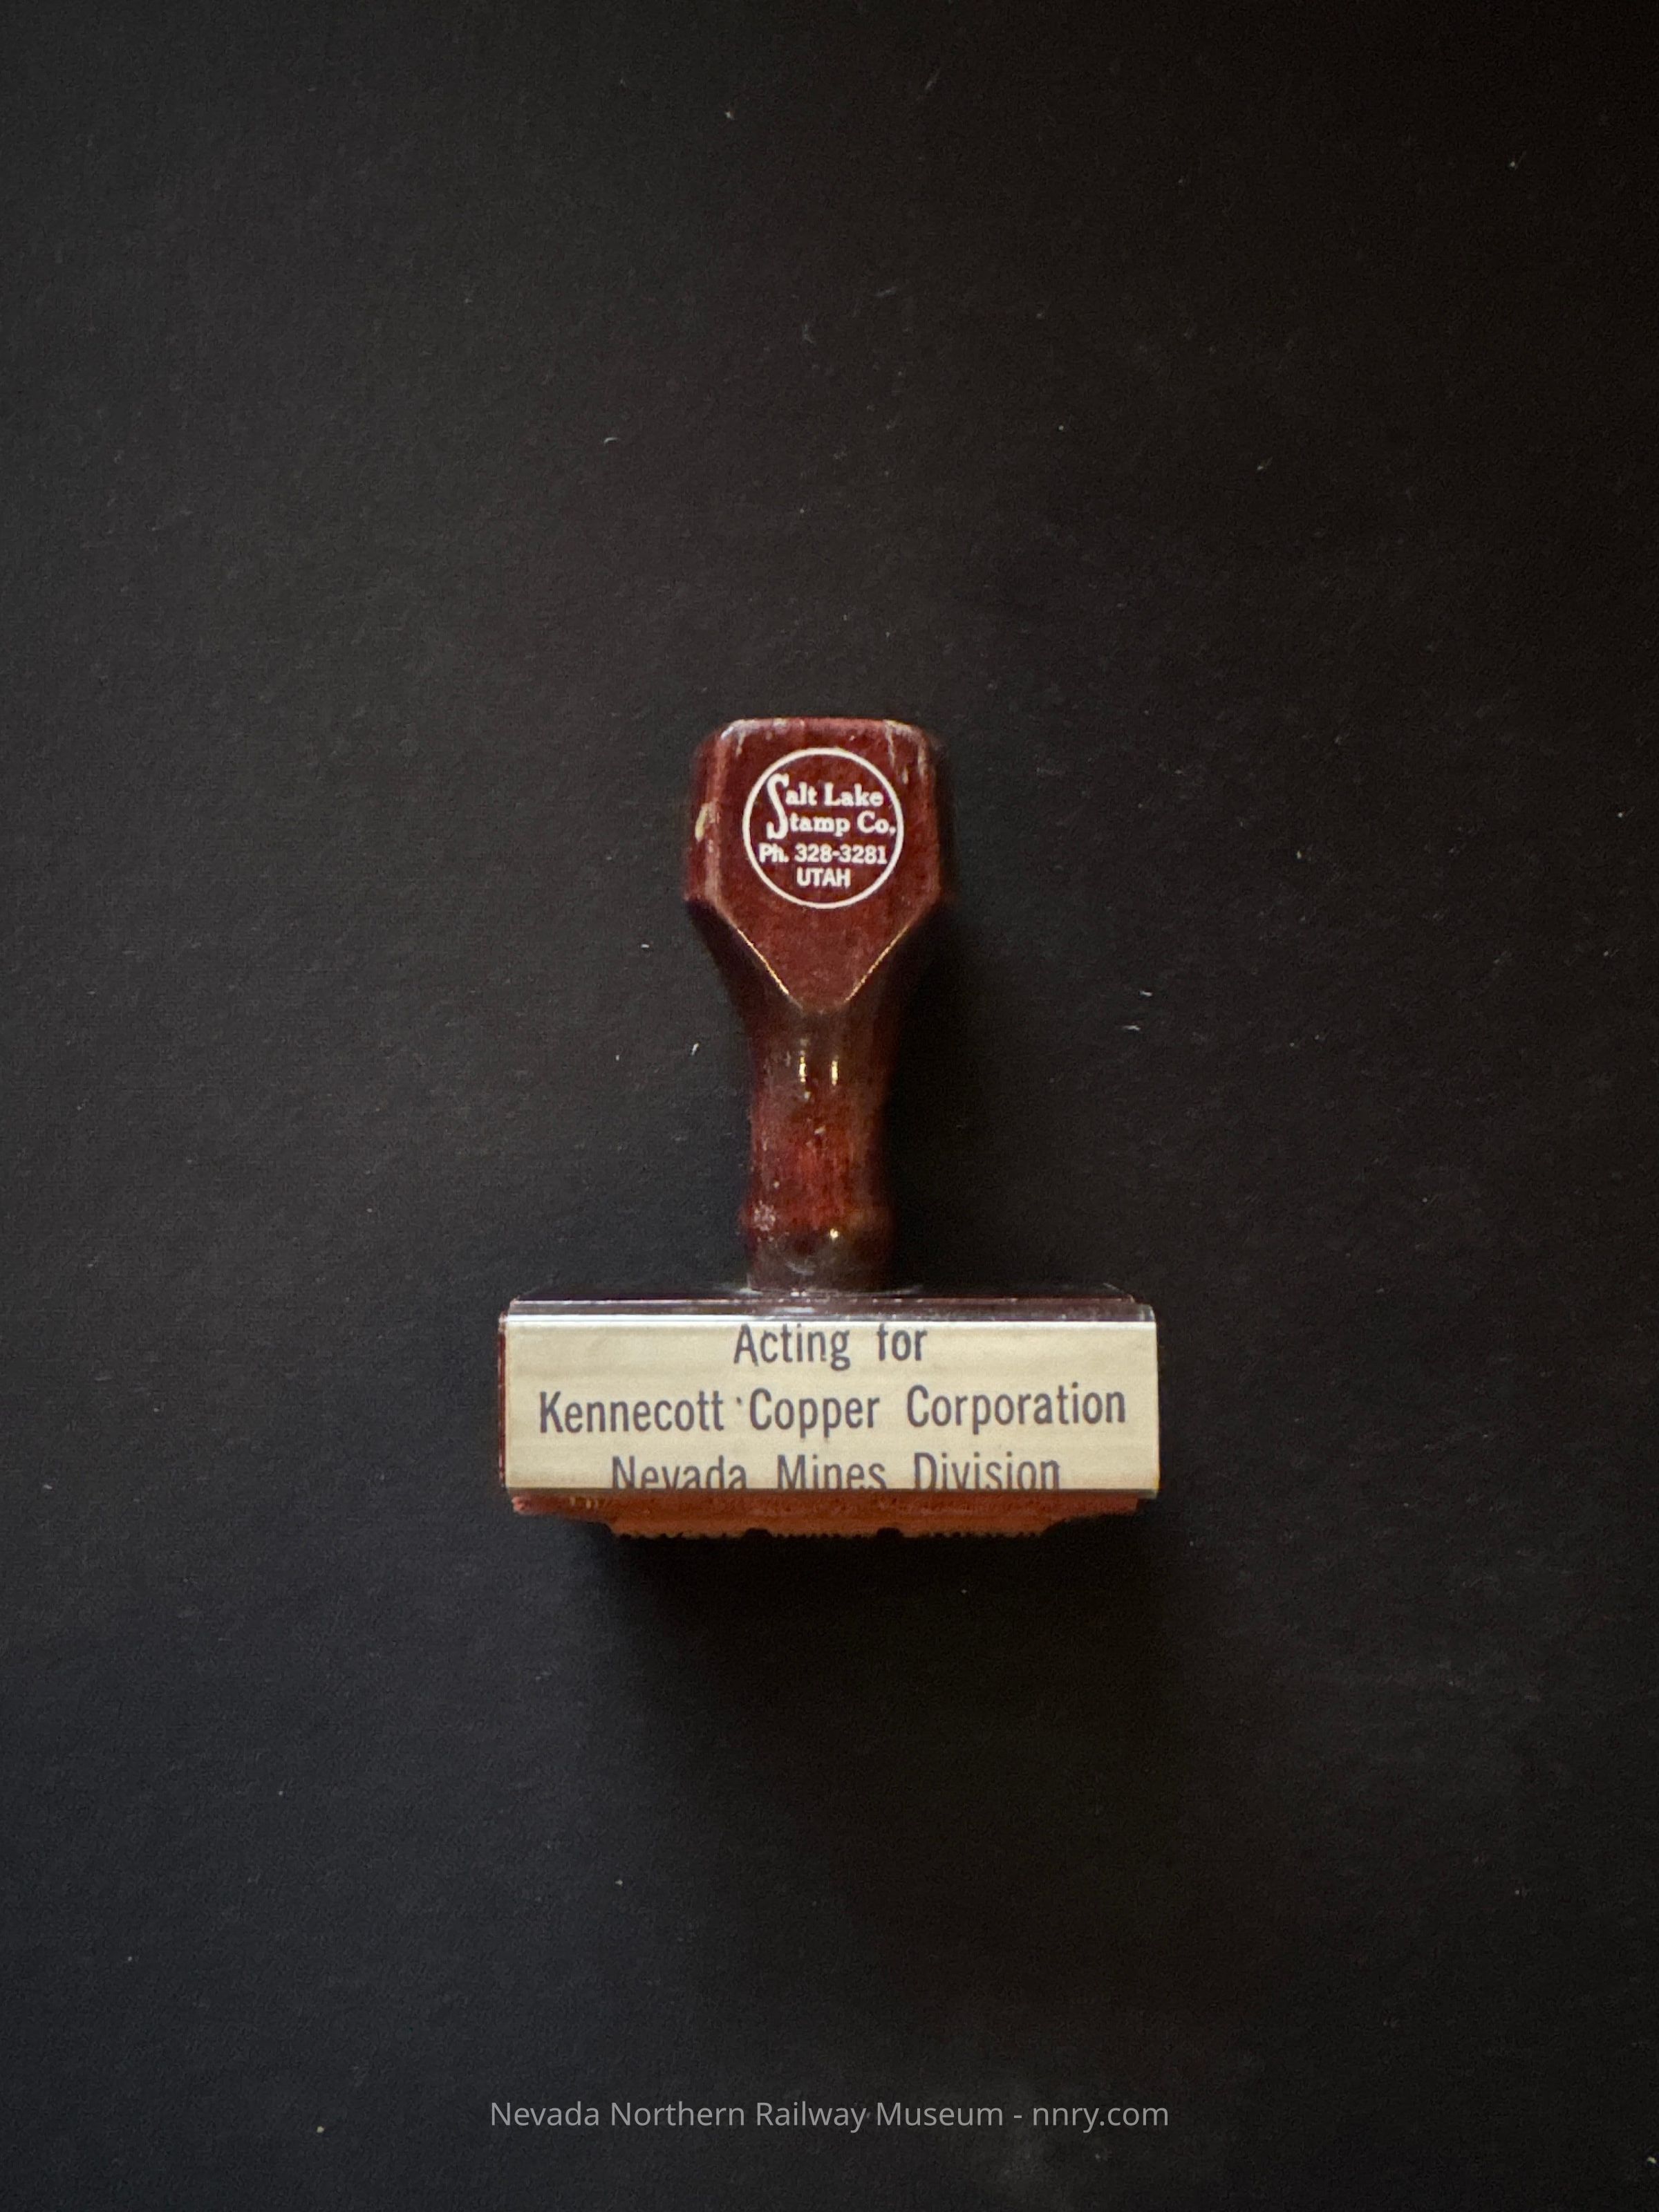 Salt Lake
Stamp Co.
Ph. 328-3281
UTAH
Acting for
Kennecott Copper Corporation
Nevada Mines Division
Nevada Northern Railway Museum - nnry.com